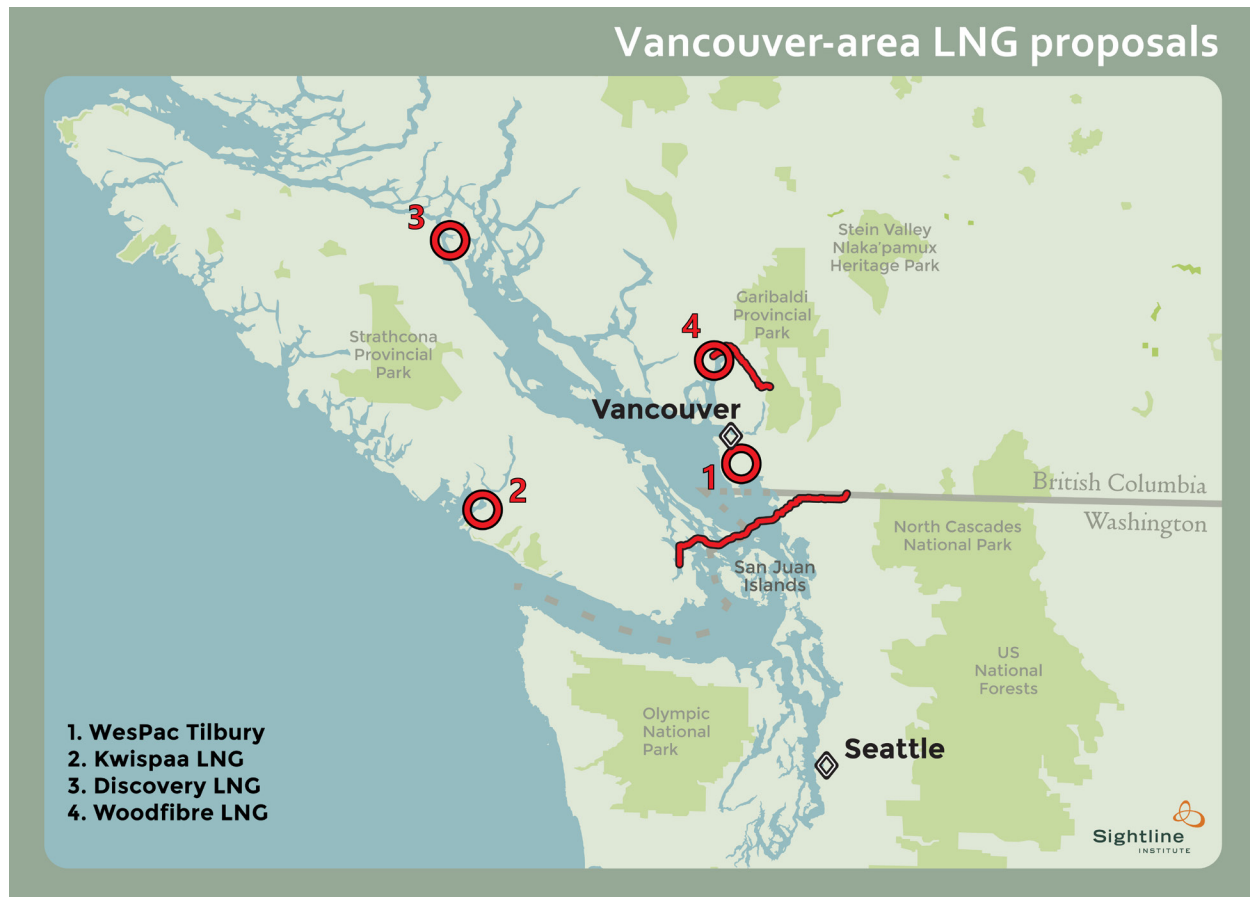 Vancouver-area LNG proposals
3
Stein Valley
Nlaka'pamux
Heritage Park
Garibaldi
Provincial
Park
4
Strathcona
Provincial
Park
Vancouver
1
2
British Columbia
Washington
North Cascades
National Park
San Juan
Islands
US
National
Forests
Olympic
National
Park
Seattle
1. WesPac Tilbury
2. Kwispaa LNG
3. Discovery LNG
4. Woodfibre LNG
Sightline
INSTITUTE